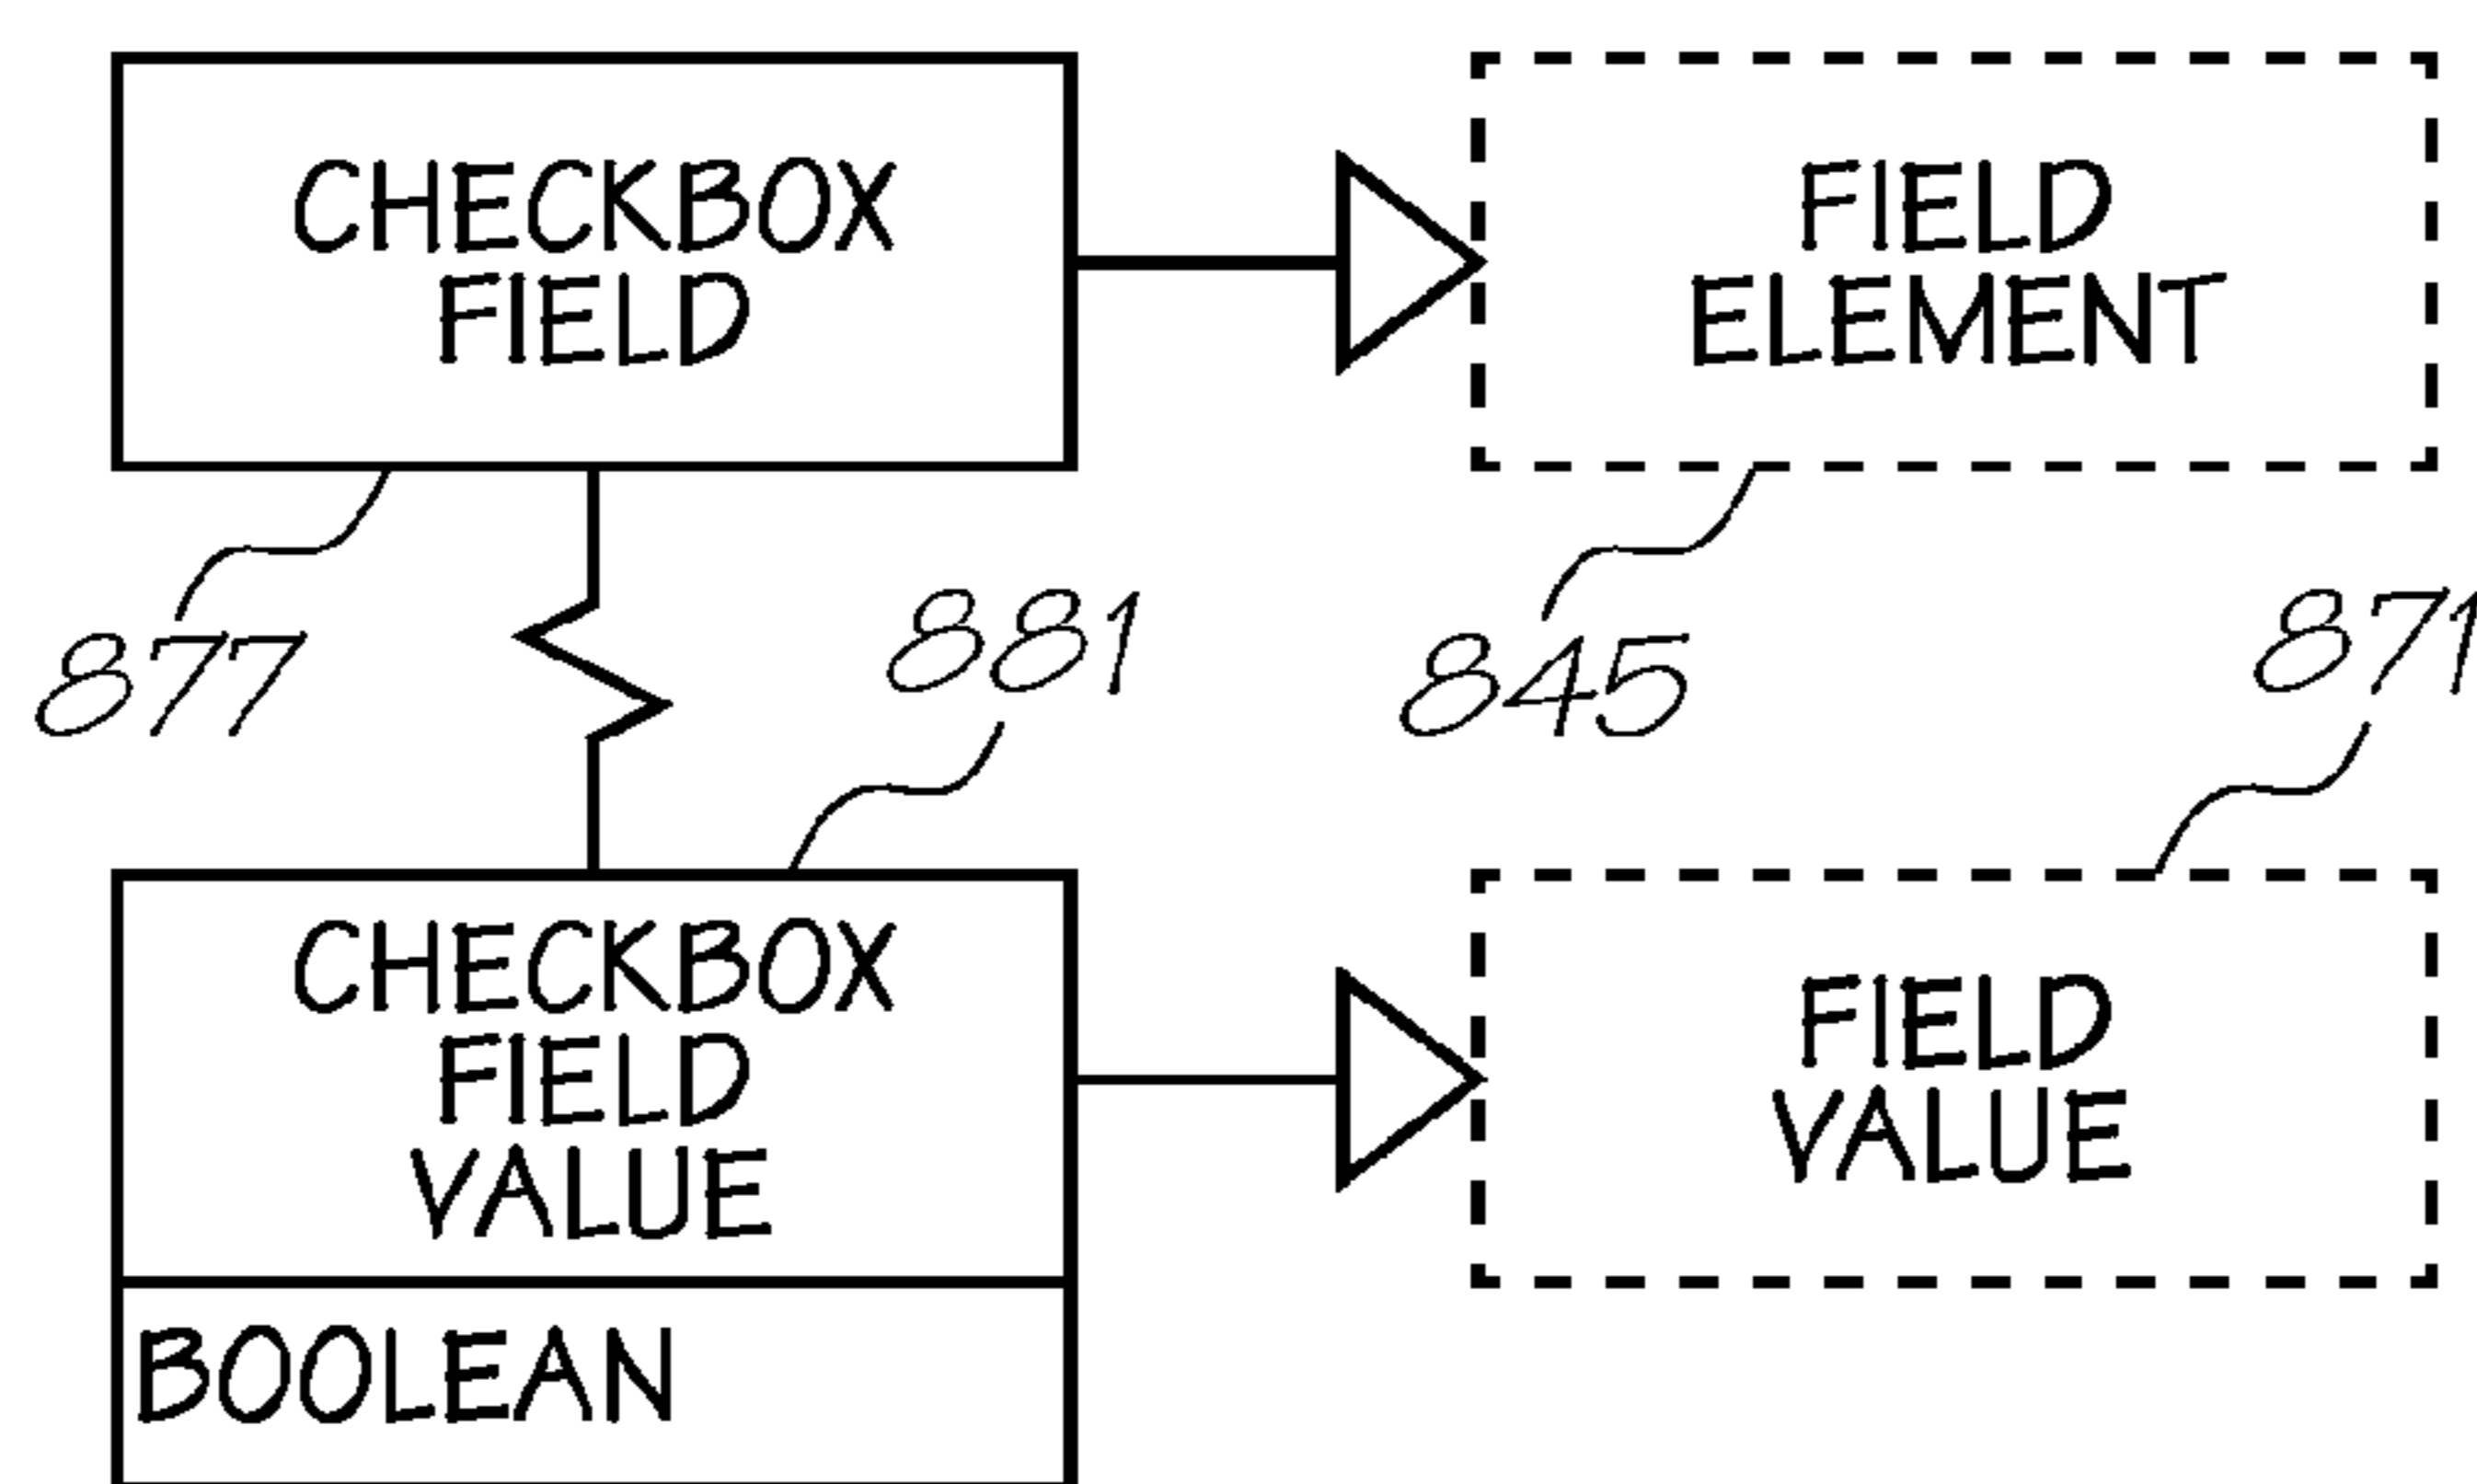 CHECKBOX
FIELD
FIELD
ELEMENT
877
881
845
871
CHECKBOX
FIELD
VALUE
FIELD
VALUE
BOOLEAN